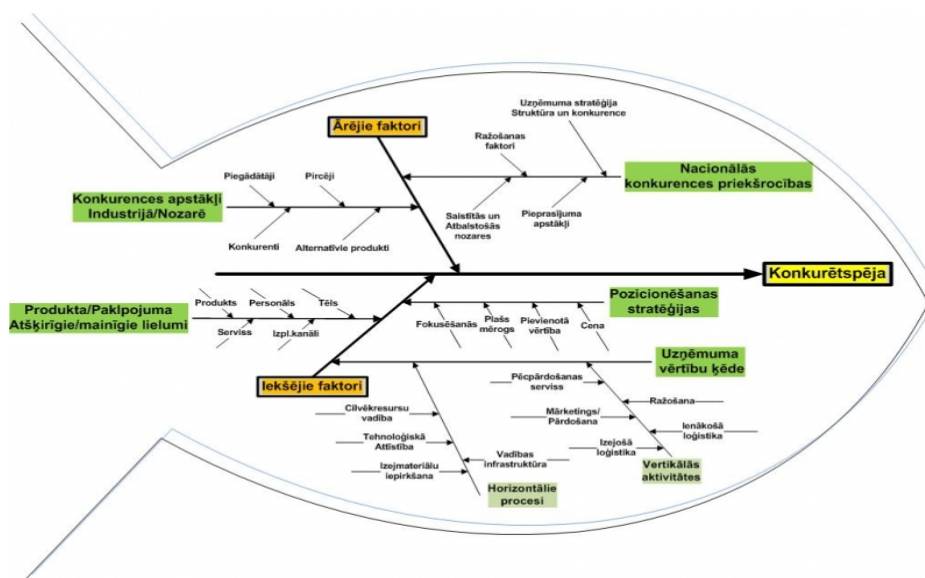 Uzņēmuma stratēģija
Struktūra un konkurence
Ārējie faktori
Ražošanas
faktori
Nacionālās
konkurences priekšrocības
Piegādātāji
Pircēji
Konkurences apstākļi
Industrijā/Nozarē
Saistītās un
Atbalstošās
nozares
Pieprasījuma
apstākļi
Konkurenti
Alternatīvie produkti
Konkurētspēja
Produkta/Paklpojuma
Atšķirīgie/mainīgie lielumi
Produkts
Personāls
Tēls
Serviss
Izpl.kanāli
Pozicionēšanas
stratēģijas
Fokusēšanās
Plašs
mērogs
Pievienotā
vērtība
Cena
Uzņēmuma
vērtību ķēde
Iekšējie faktori
Pēcpārdošanas
serviss
Ražošana
Cilvēkresursu
vadība
Mārketings/
Pārdošana
Ienākošā
loģistika
Tehnoloģiskā
Attīstība
Izejošā
loģistika
Vadības
infrastruktūra
Izejmateriālu
iepirkšana
Vertikālās
aktivitātes
Horizontālie
procesi